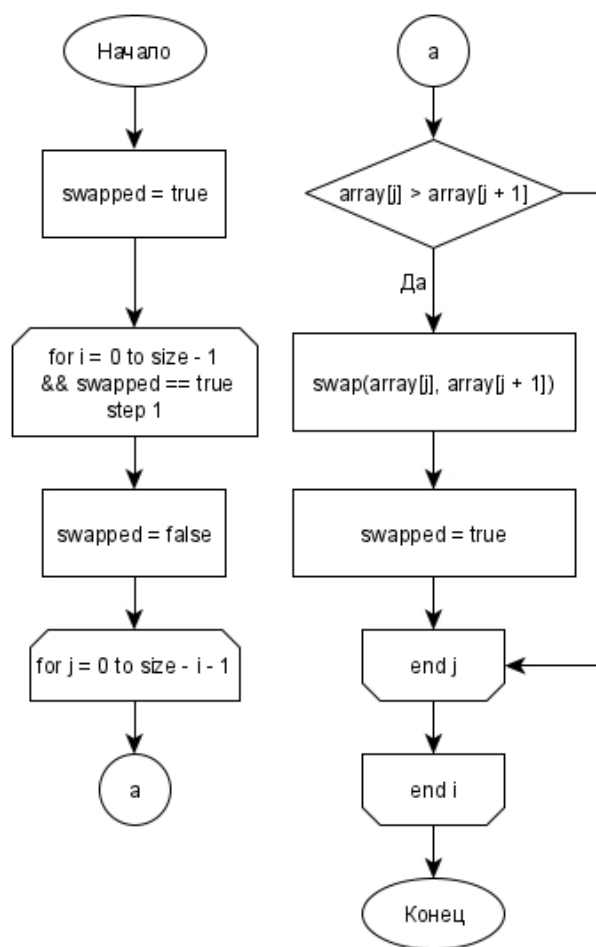 Начало
swapped = true
for i = 0 to size - 1
&& swapped == true
step 1
swapped = false
for j = 0 to size - i - 1
a
a
array[j] > array[j + 1]
Да
swap(array[j], array[j + 1])
swapped = true
end j
end i
Конец